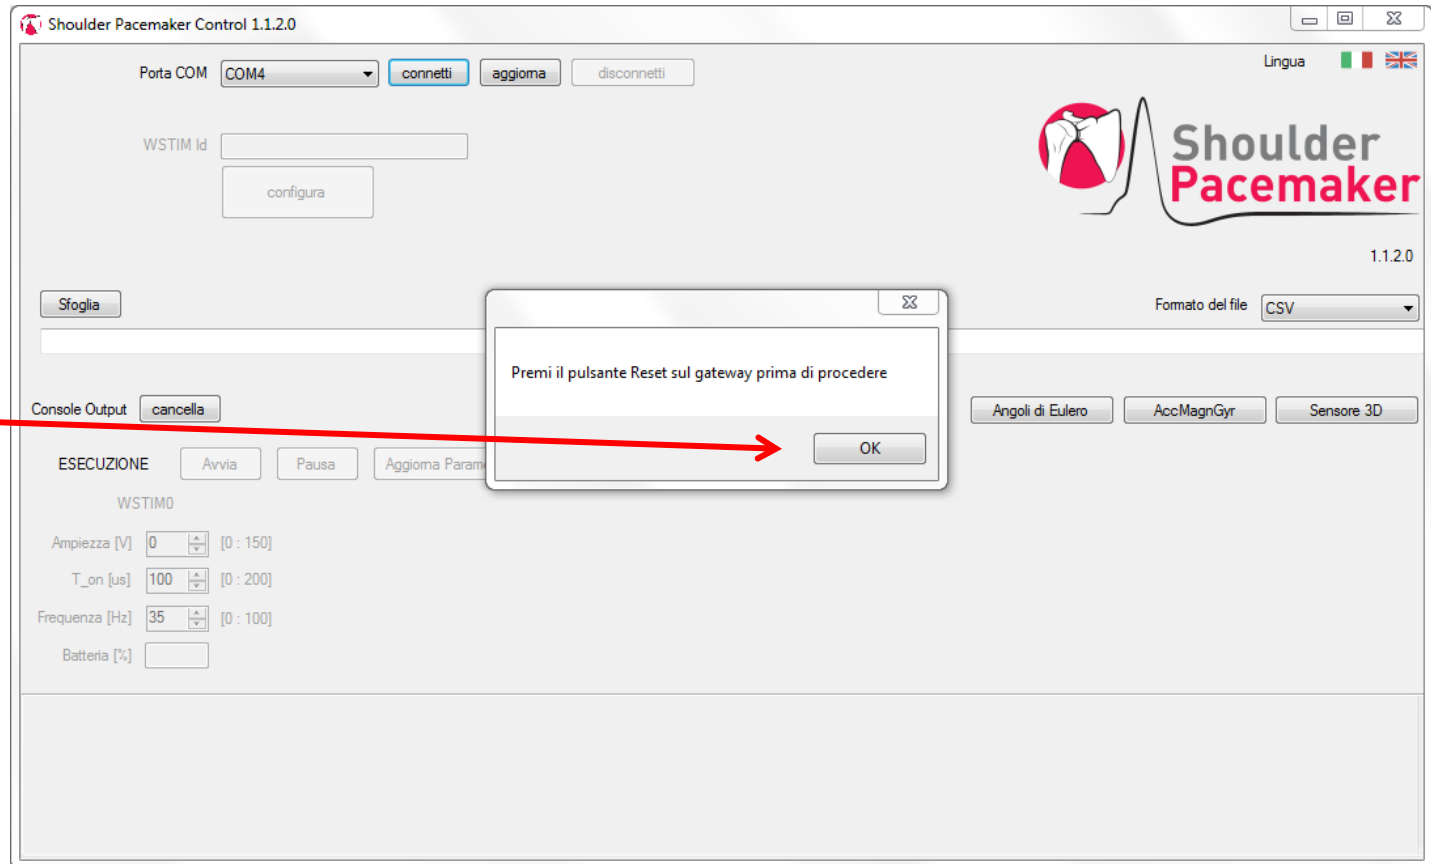 Shoulder Pacemaker Control 1.1.2.0
Porta COM COM4 connetti aggiorna disconnetti
Lingua
WSTIM Id
configura
Shoulder
Pacemaker
1.1.2.0
Sfoglia
Formato del file CSV
Premi il pulsante Reset sul gateway prima di procedere
OK
Console Output cancella
Angoli di Eulero AccMagnGyr Sensore 3D
ESECUZIONE Avvia Pausa Aggiorna Param
WSTIM0
Ampiezza [V] 0 [0 : 150]
T_on [us] 100 [0 : 200]
Frequenza [Hz] 35 [0 : 100]
Batteria [%]